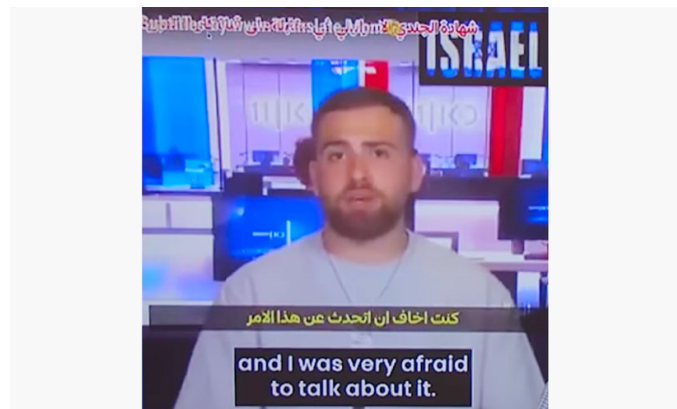 شهادة الجندي
ISRAEL
كنت اخاف ان اتحدث عن هذا الامر
and I was very afraid
to talk about it.